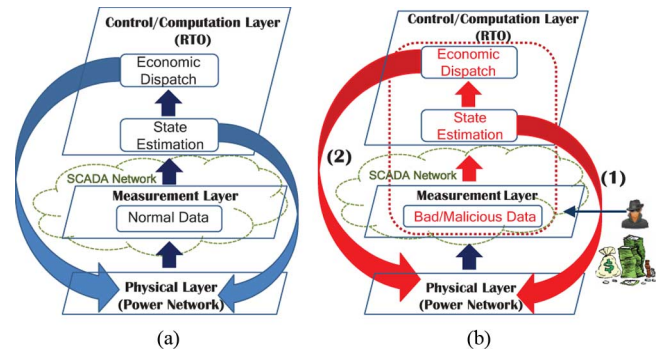 Control/Computation Layer
(RTO)
Economic
Dispatch
State
Estimation
SCADA Network
Measurement Layer
Normal Data
Physical Layer
(Power Network)
(a)
Control/Computation Layer
(RTO)
Economic
Dispatch
State
Estimation
(2)
(1)
SCADA Network
Measurement Layer
Bad/Malicious Data
Physical Layer
(Power Network)
$
(b)